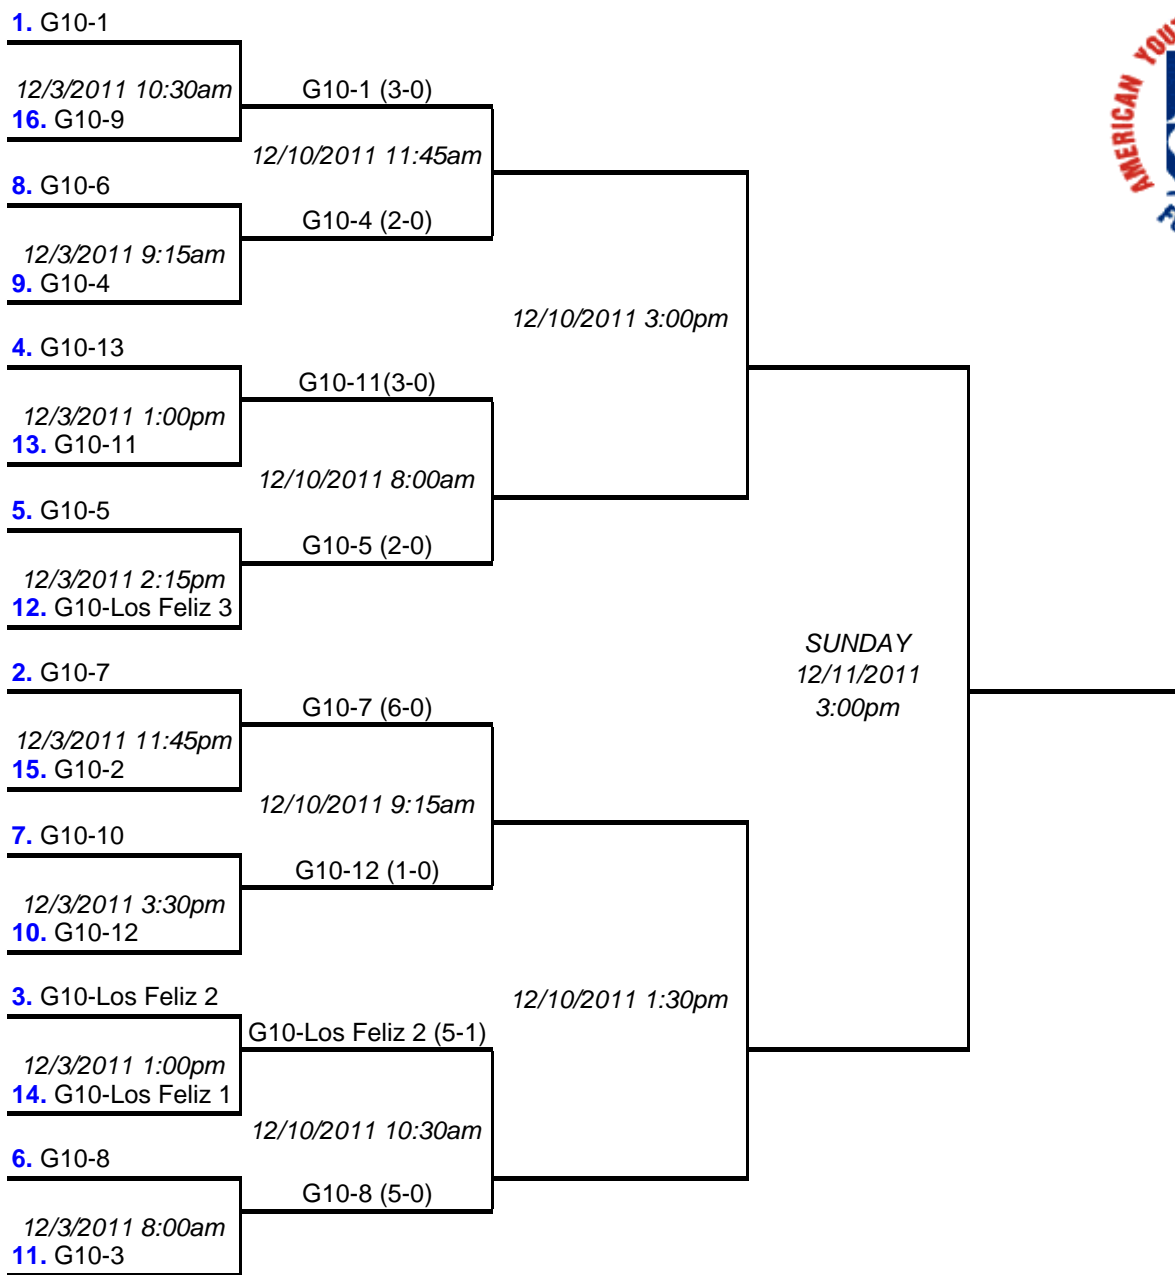 1. G10-1
12/3/2011 10:30am
16. G10-9
G10-1 (3-0)
12/10/2011 11:45am
8. G10-6
12/3/2011 9:15am
9. G10-4
G10-4 (2-0)
12/10/2011 3:00pm
4. G10-13
12/3/2011 1:00pm
13. G10-11
G10-11(3-0)
12/10/2011 8:00am
5. G10-5
12/3/2011 2:15pm
12. G10-Los Feliz 3
G10-5 (2-0)
SUNDAY
12/11/2011
3:00pm
2. G10-7
12/3/2011 11:45pm
15. G10-2
G10-7 (6-0)
12/10/2011 9:15am
7. G10-10
12/3/2011 3:30pm
10. G10-12
G10-12 (1-0)
12/10/2011 1:30pm
3. G10-Los Feliz 2
12/3/2011 1:00pm
14. G10-Los Feliz 1
G10-Los Feliz 2 (5-1)
12/10/2011 10:30am
6. G10-8
12/3/2011 8:00am
11. G10-3
G10-8 (5-0)
AMERICAN